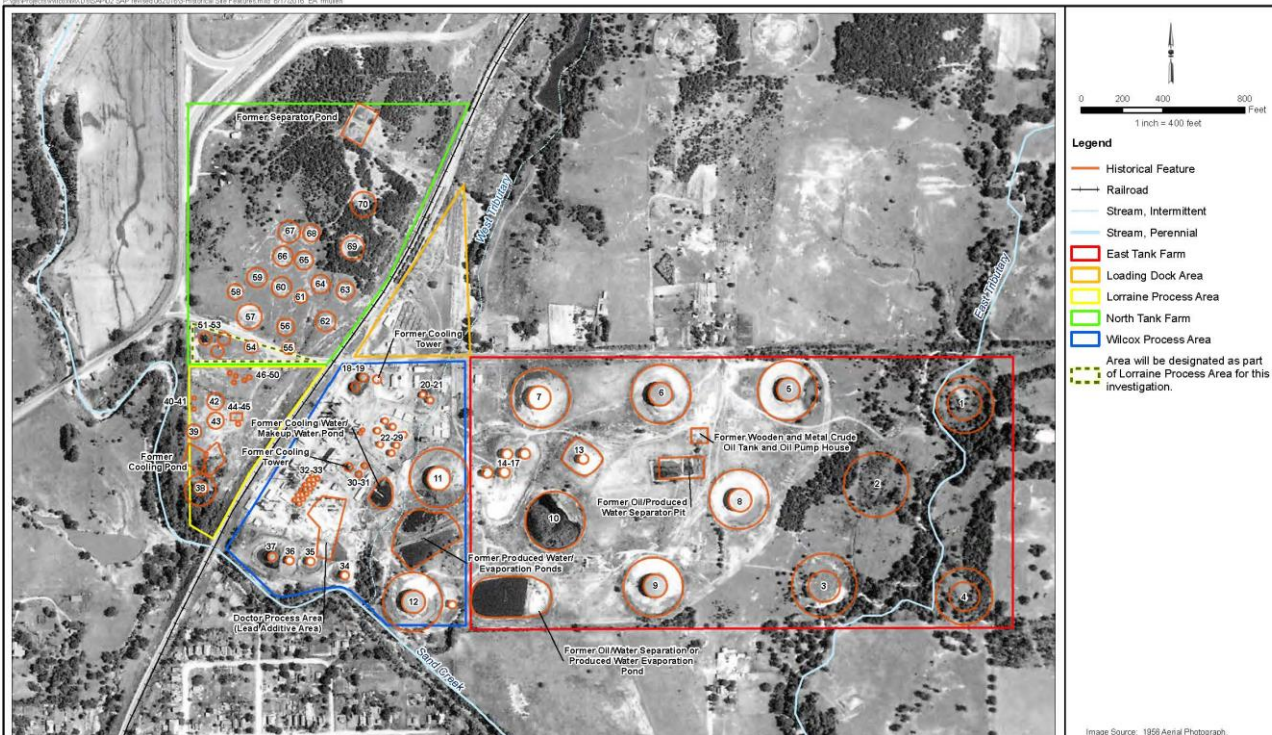 Former Separator Pond
70
67
68
69
66
65
59
58
60
64
63
61
57
56
62
51-53
54
55
West Tributary
East Tributary
Former Cooling
Tower
18-19
46-50
20-21
40-41
42
44-45
43
39
Former Cooling Water/
Makeup Water Pond
22-29
Former Cooling
Tower
Former
Cooling Pond
32-33
30-31
38
11
7
6
5
1
Former Wooden and Metal Crude
Oil Tank and Oil Pump House
13
14-17
2
8
Former Oil/Produced
Water Separator Pit
10
37
36
35
34
Former Produced Water/
Evaporation Ponds
12
9
3
4
Doctor Process Area
(Lead Additive Area)
Former Oil/Water Separation or
Produced Water Evaporation
Pond
Sand Creek
0 200 400 800
Feet
1 inch = 400 feet
Legend
Historical Feature
Railroad
Stream, Intermittent
Stream, Perennial
East Tank Farm
Loading Dock Area
Lorraine Process Area
North Tank Farm
Wilcox Process Area
Area will be designated as part
of Lorraine Process Area for this
investigation.
Image Source: 1956 Aerial Photograph.